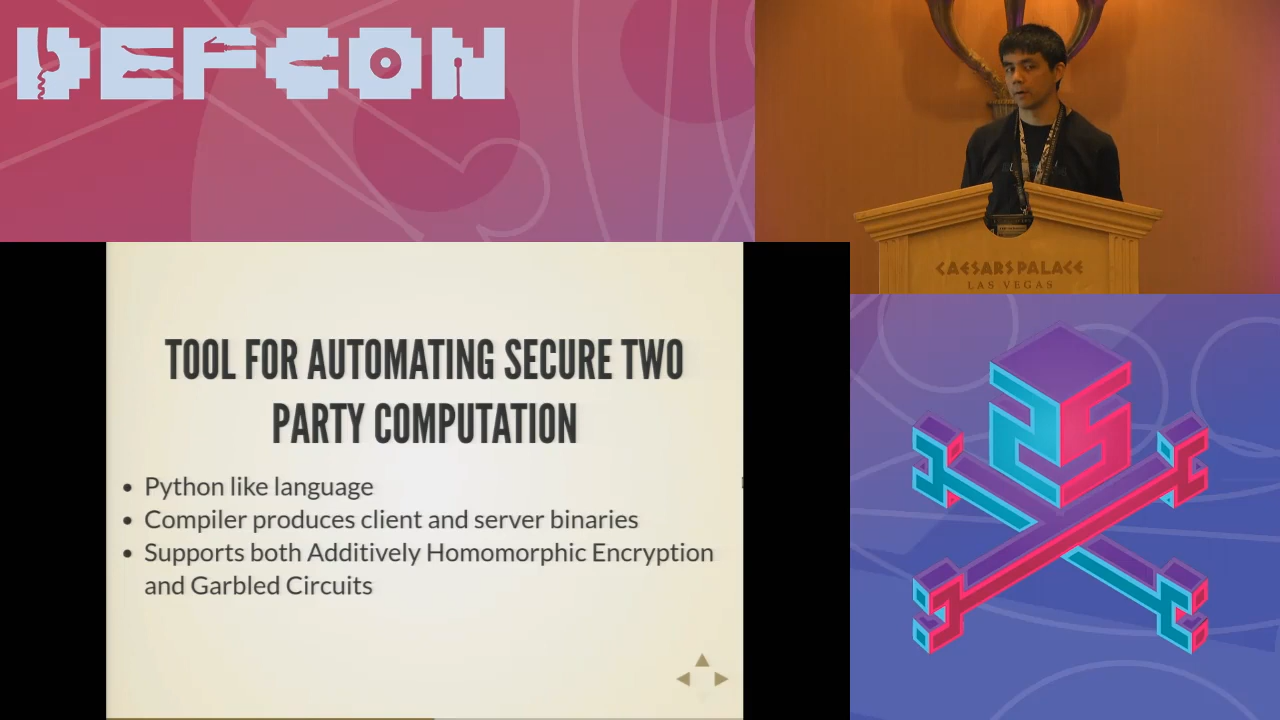 DEFCON
CAESARS PALACE
LAS VEGAS
TOOL FOR AUTOMATING SECURE TWO
PARTY COMPUTATION
• Python like language
• Compiler produces client and server binaries
• Supports both Additively Homomorphic Encryption
and Garbled Circuits
25